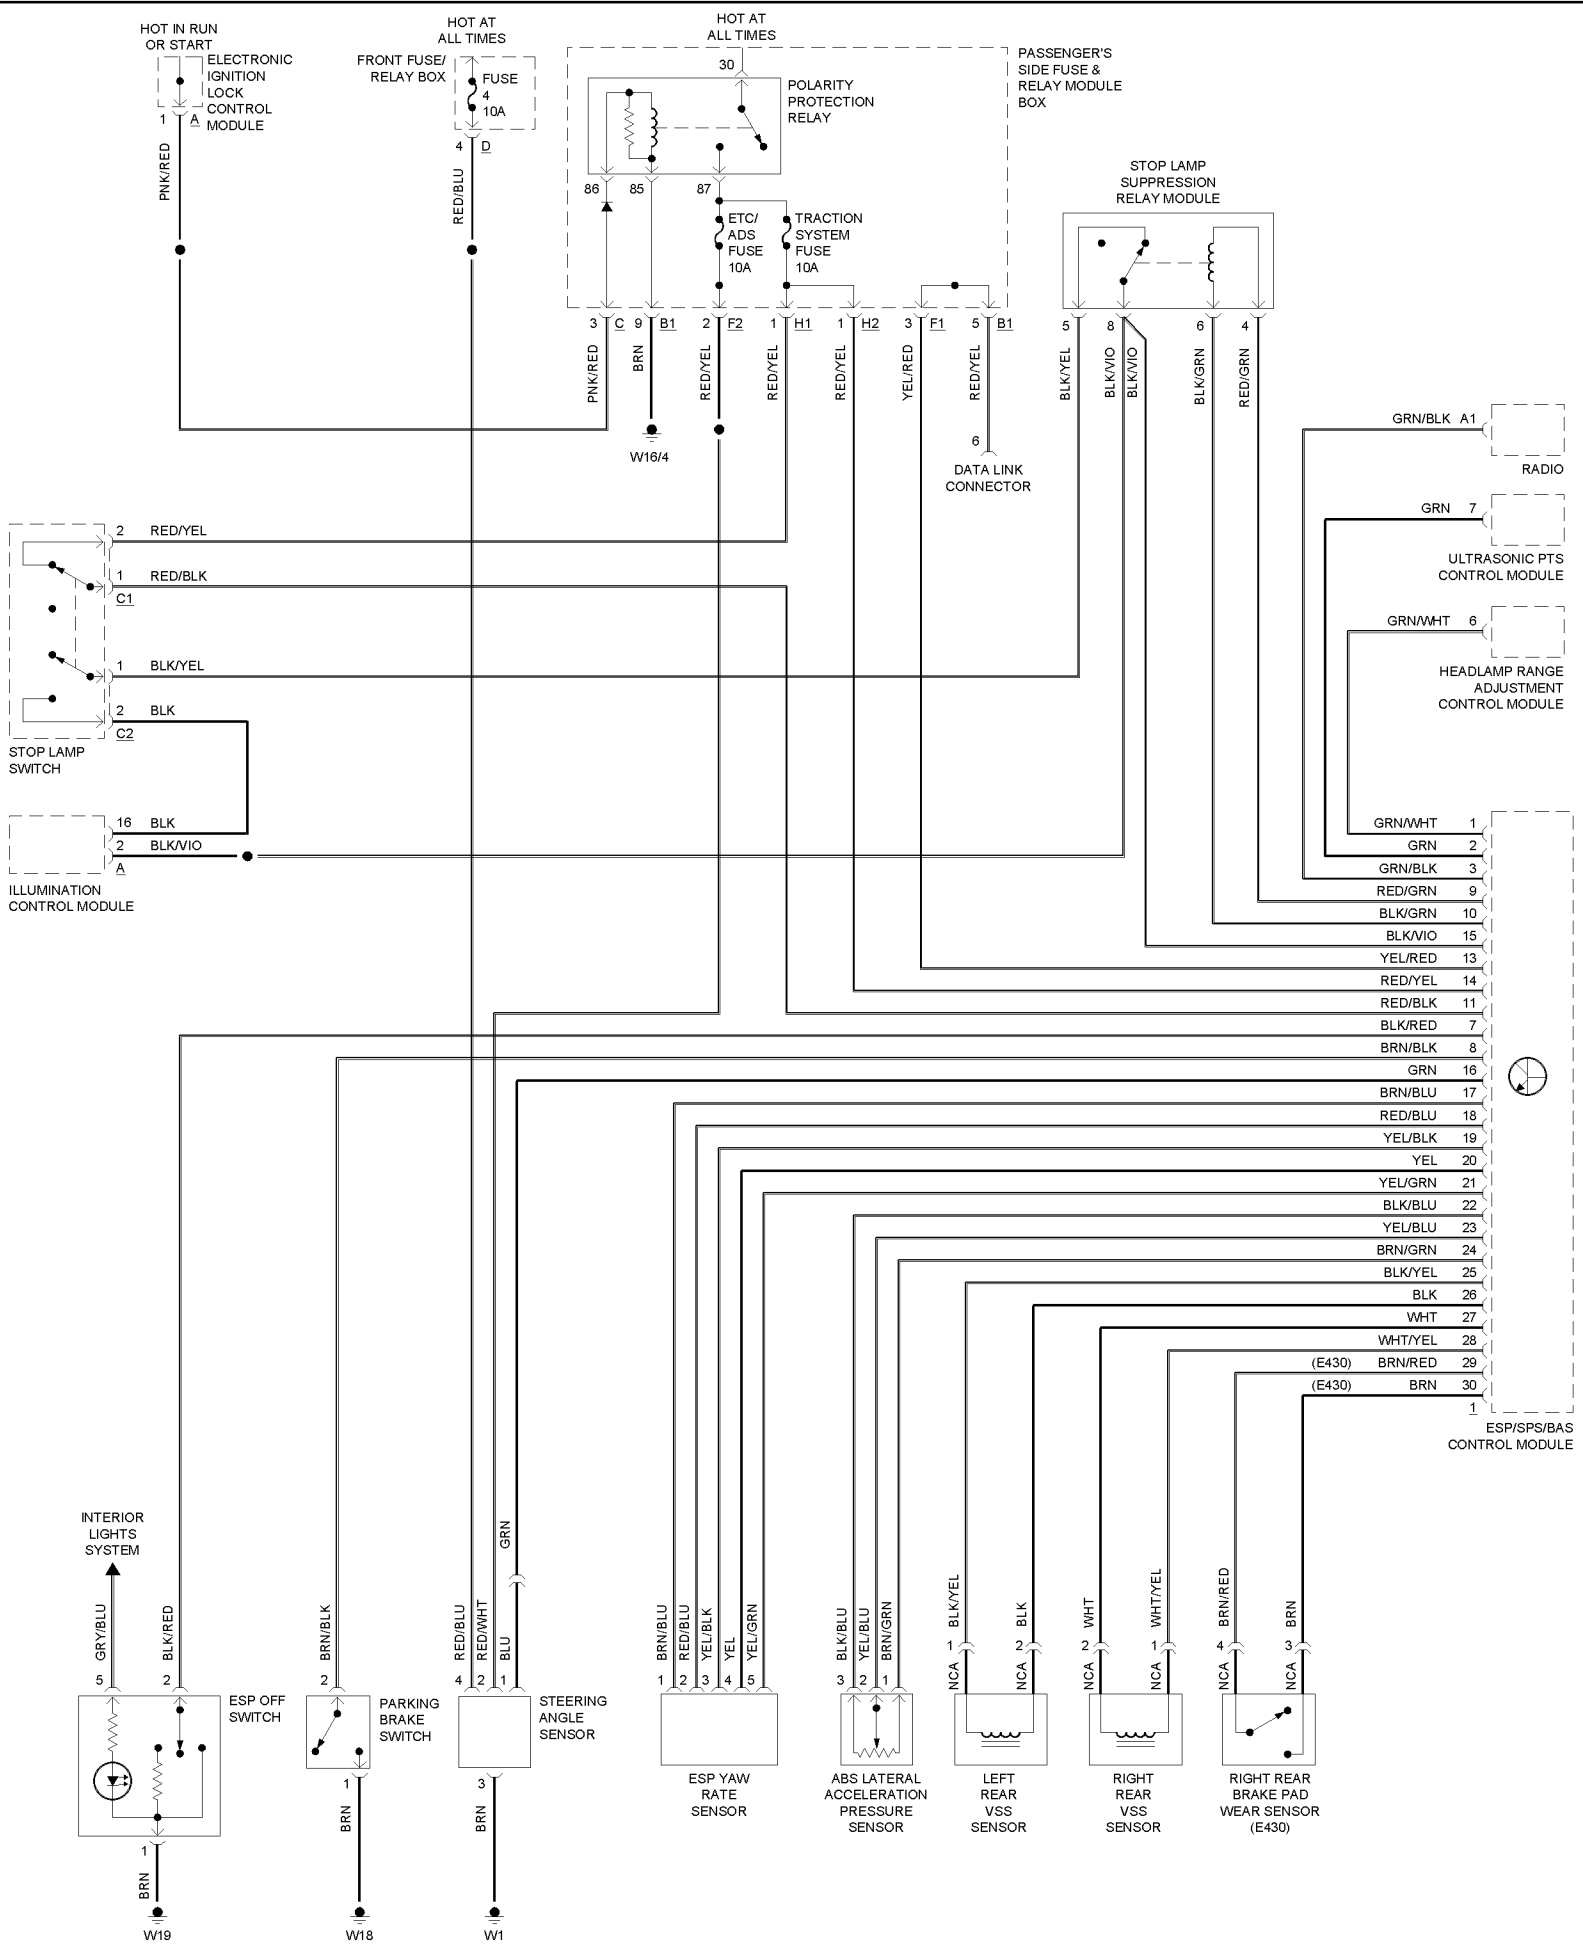 HOT IN RUN
OR START
ELECTRONIC
IGNITION
LOCK
CONTROL
MODULE
1 A
PNK/RED
HOT AT
ALL TIMES
FRONT FUSE/
RELAY BOX
FUSE
4
10A
4 D
RED/BLU
HOT AT
ALL TIMES
30
POLARITY
PROTECTION
RELAY
PASSENGER'S
SIDE FUSE &
RELAY MODULE
BOX
86 85 87
ETC/
ADS
FUSE
10A
TRACTION
SYSTEM
FUSE
10A
3 C 9 B1 2 F2 1 H1 1 H2 3 F1 5 B1
PNK/RED
BRN
RED/YEL
RED/YEL
RED/YEL
YEL/RED
RED/YEL
W16/4
6
DATA LINK
CONNECTOR
STOP LAMP
SUPPRESSION
RELAY MODULE
5 8 6 4
BLK/YEL
BLK/VIO
BLK/VIO
BLK/GRN
RED/GRN
GRN/BLK A1
RADIO
GRN 7
ULTRASONIC PTS
CONTROL MODULE
GRN/WHT 6
HEADLAMP RANGE
ADJUSTMENT
CONTROL MODULE
2 RED/YEL
1 RED/BLK
C1
1 BLK/YEL
2 BLK
C2
STOP LAMP
SWITCH
16 BLK
2 BLK/VIO
A
ILLUMINATION
CONTROL MODULE
GRN/WHT 1
GRN 2
GRN/BLK 3
RED/GRN 9
BLK/GRN 10
BLK/VIO 15
YEL/RED 13
RED/YEL 14
RED/BLK 11
BLK/RED 7
BRN/BLK 8
GRN 16
BRN/BLU 17
RED/BLU 18
YEL/BLK 19
YEL 20
YEL/GRN 21
BLK/BLU 22
YEL/BLU 23
BRN/GRN 24
BLK/YEL 25
BLK 26
WHT 27
WHT/YEL 28
(E430) BRN/RED 29
(E430) BRN 30
1
ESP/SPS/BAS
CONTROL MODULE
INTERIOR
LIGHTS
SYSTEM
GRY/BLU
BLK/RED
5 2
ESP OFF
SWITCH
1
BRN
W19
BRN/BLK
2
PARKING
BRAKE
SWITCH
1
BRN
W18
GRN
RED/BLU
RED/WHT
BLU
4 2 1
STEERING
ANGLE
SENSOR
3
BRN
W1
BRN/BLU
RED/BLU
YEL/BLK
YEL
YEL/GRN
1 2 3 4 5
ESP YAW
RATE
SENSOR
BLK/BLU
YEL/BLU
BRN/GRN
3 2 1
ABS LATERAL
ACCELERATION
PRESSURE
SENSOR
BLK/YEL
BLK
1 2
NCA
NCA
LEFT
REAR
VSS
SENSOR
WHT
WHT/YEL
2 1
NCA
NCA
RIGHT
REAR
VSS
SENSOR
BRN/RED
BRN
4 3
NCA
NCA
RIGHT REAR
BRAKE PAD
WEAR SENSOR
(E430)